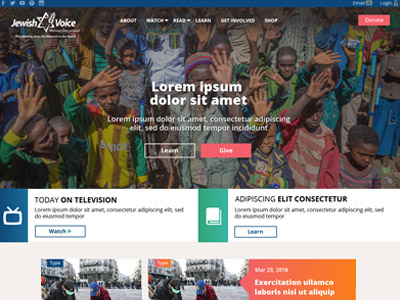 Email
Login
Jewish Voice
ABOUT WATCH READ LEARN GET INVOLVED SHOP
Donate
Lorem ipsum
dolor sit amet
Lorem ipsum dolor sit amet, consectetur adipiscing elit,
sed do eiusmod tempor incididunt
Learn
Give
TODAY ON TELEVISION
Lorem ipsum dolor sit amet, consectetur adipiscing elit, sed
do eiusmod tempor
Watch >
ADIPISCING ELIT CONSECTETUR
Lorem ipsum dolor sit amet, consectetur adipiscing elit, sed
do eiusmod tempor
Learn
Type
Type
Mar 23, 2016
Exercitation ullamco
laboris nisi ut aliquip